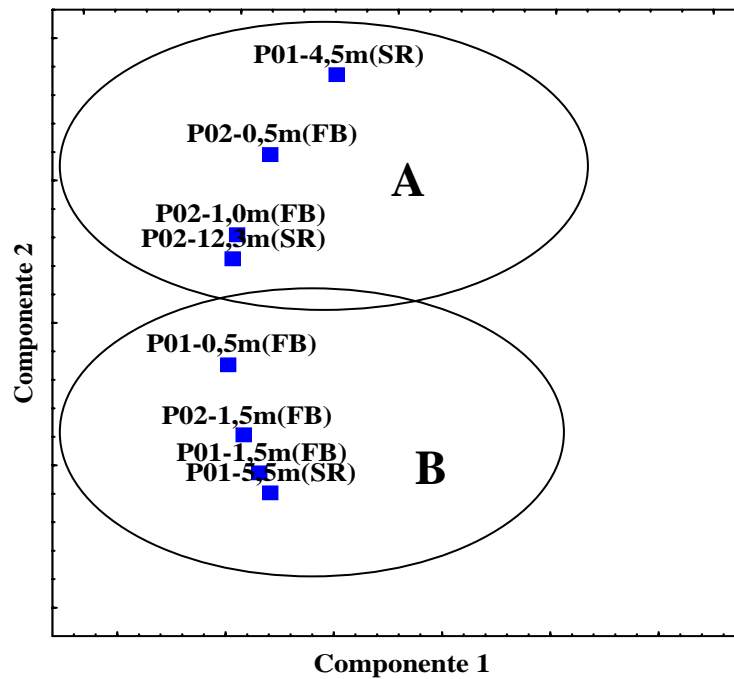 P01-4,5m(SR)
P02-0,5m(FB)
A
P02-1,0m(FB)
P02-12,3m(SR)
Componente 2
P01-0,5m(FB)
P02-1,5m(FB)
P01-1,5m(FB)
B
P01-5,5m(SR)
Componente 1